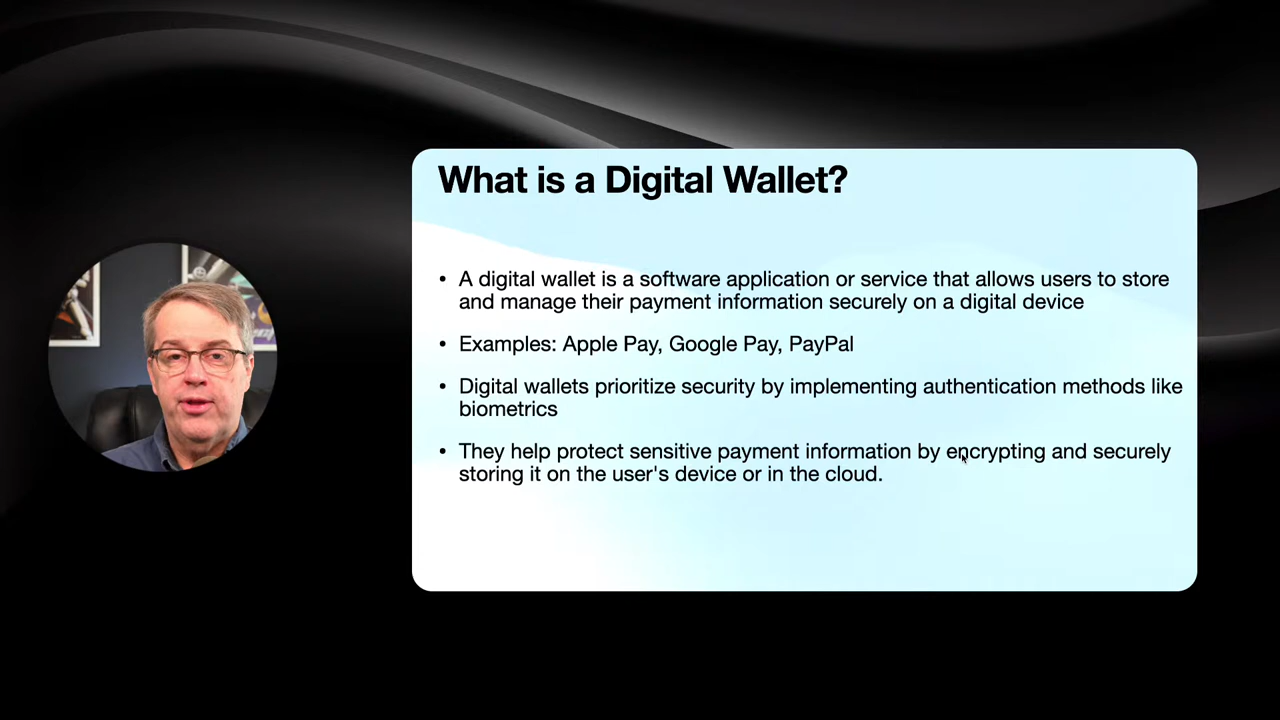 What is a Digital Wallet?
• A digital wallet is a software application or service that allows users to store
and manage their payment information securely on a digital device
• Examples: Apple Pay, Google Pay, PayPal
• Digital wallets prioritize security by implementing authentication methods like
biometrics
• They help protect sensitive payment information by encrypting and securely
storing it on the user's device or in the cloud.